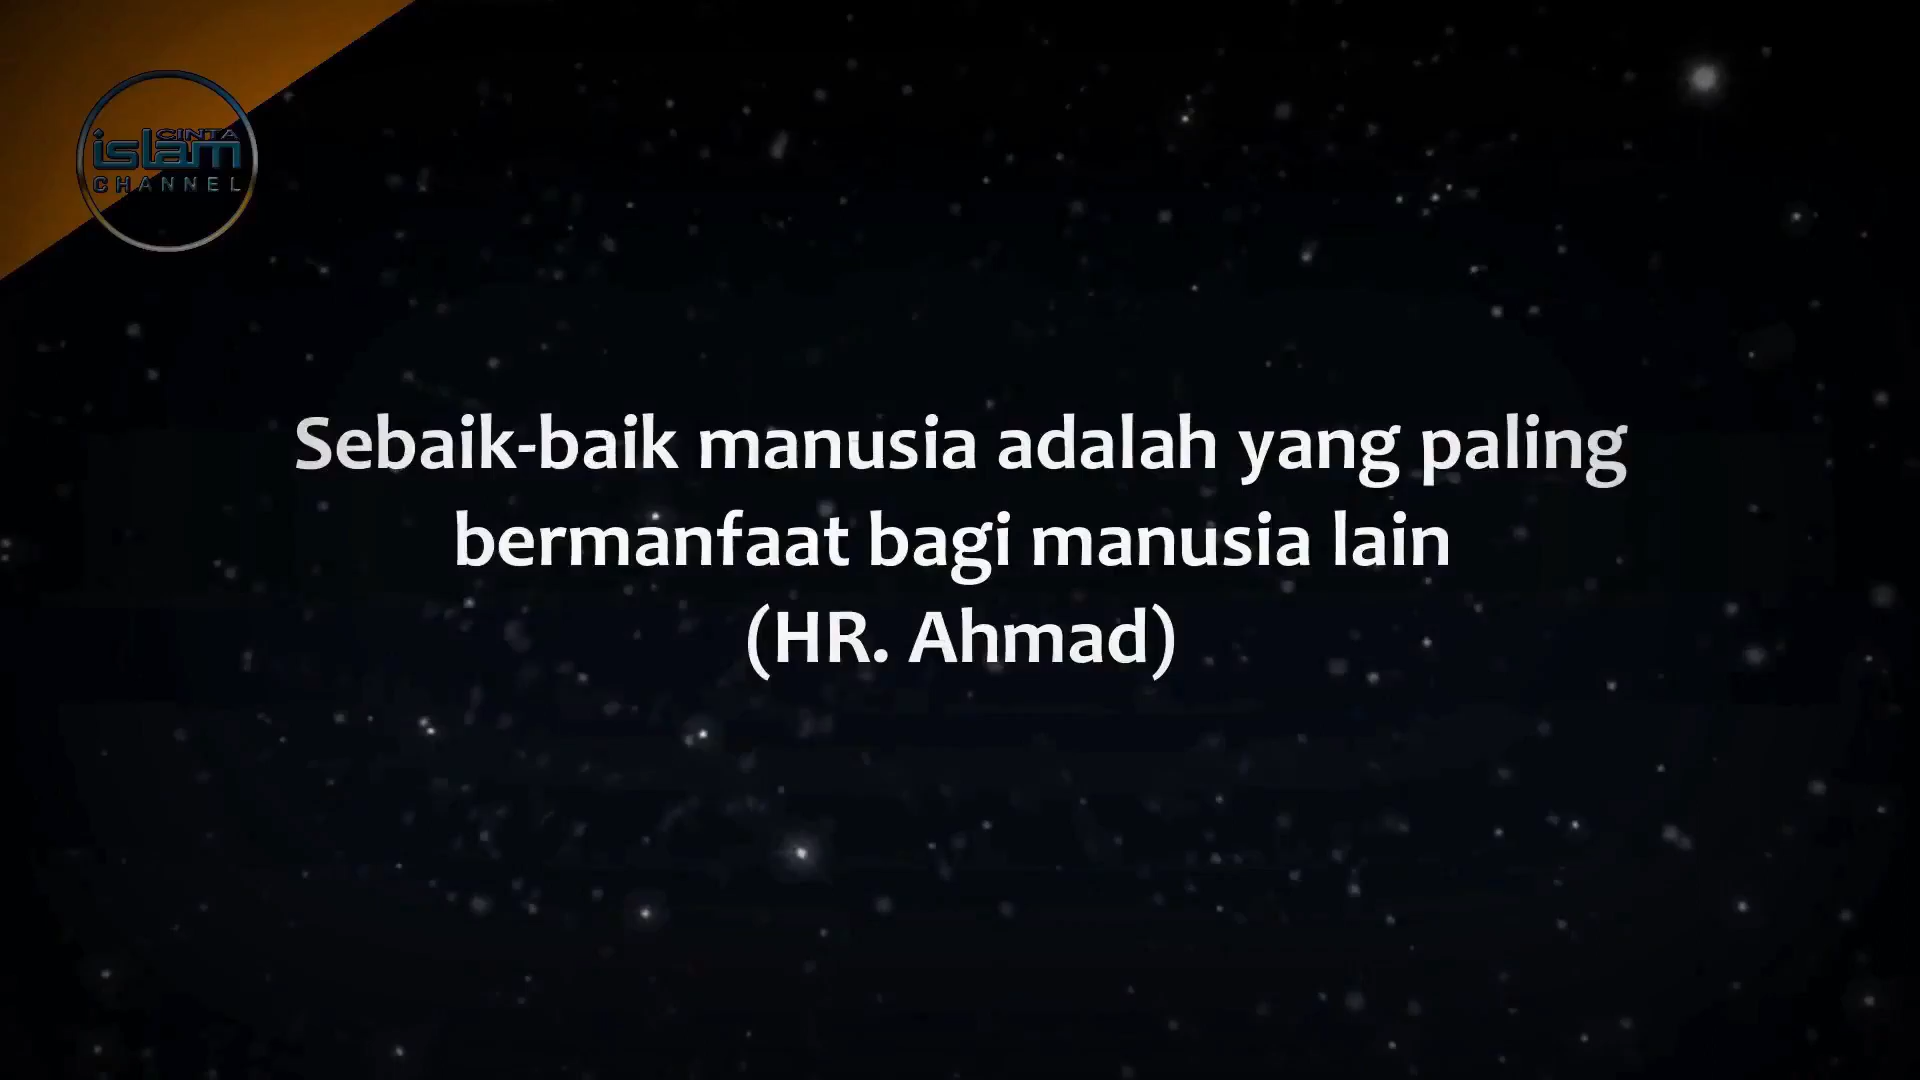 CINTA
islam
CHANNEL
Sebaik-baik manusia adalah yang paling
bermanfaat bagi manusia lain
(HR. Ahmad)